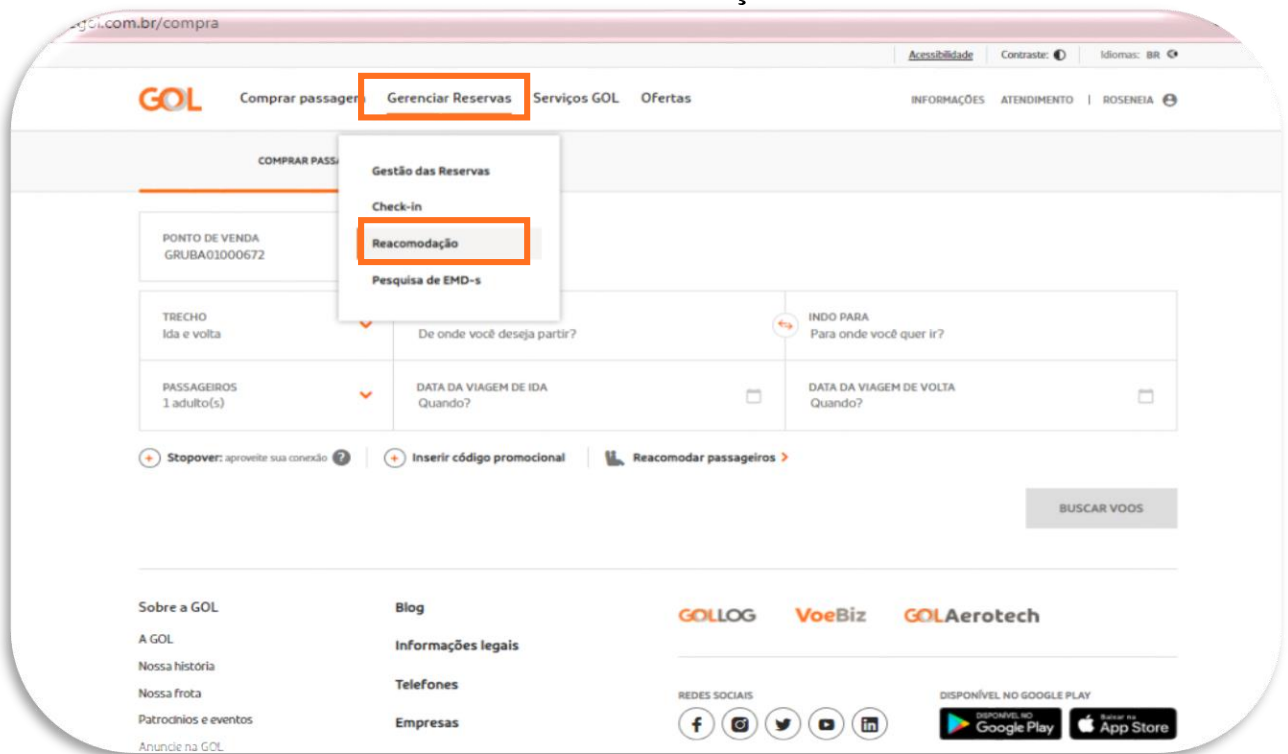 gol.com.br/compra
Acessibilidade Contraste: Idiomas: BR
GOL Comprar passagem Gerenciar Reservas Serviços GOL Ofertas INFORMAÇÕES ATENDIMENTO | ROSENEIA
COMPRAR PASSA
Gestão das Reservas
Check-in
Reacomodação
Pesquisa de EMD-s
PONTO DE VENDA
GRUBA01000672
TRECHO
Ida e volta
De onde você deseja partir?
INDO PARA
Para onde você quer ir?
PASSAGEIROS
1 adulto(s)
DATA DA VIAGEM DE IDA
Quando?
DATA DA VIAGEM DE VOLTA
Quando?
+ Stopover: aproveite sua conexão ? + Inserir código promocional Reacomodar passageiros >
BUSCAR VOOS
Sobre a GOL
A GOL
Nossa história
Nossa frota
Patrocínios e eventos
Anuncie na GOL
Blog
Informações legais
Telefones
Empresas
GOLLOG VoeBiz GOLAerotech
REDES SOCIAIS
DISPONÍVEL NO GOOGLE PLAY
DISPONÍVEL NO
Google Play
Baixar na
App Store